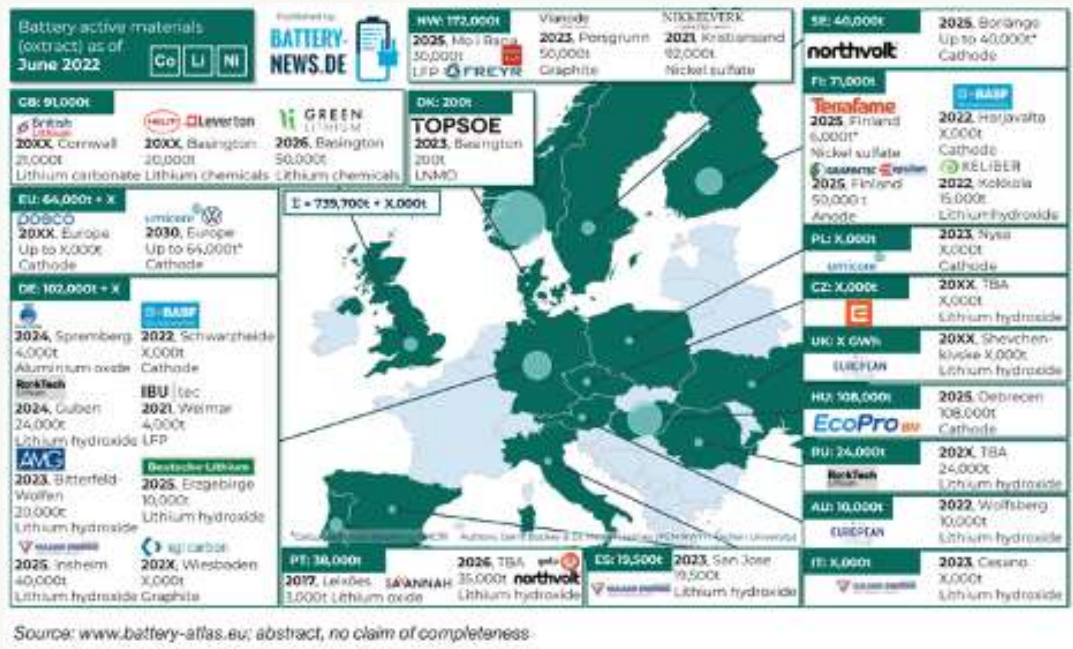 Battery active materials
(extract) as of
June 2022
Co Li Ni
Published by
BATTERY-
NEWS.DE
NW: 172,000t
2025, Mo i Rana
30,000t
LFP FREYR
Vianode
2023, Porsgrunn
50,000t
Graphite
NIKKELVERK
2021, Kristiansand
92,000t
Nickel sulfate
SE: 40,000t
northvolt
2025, Borlänge
Up to 40,000t*
Cathode
GB: 91,000t
British
Lithium
20XX, Cornwall
21,000t
Lithium carbonate
Leverton
20XX, Basington
20,000t
Lithium chemicals
GREEN
LITHIUM
2026, Basington
50,000t
Lithium chemicals
DK: 200t
TOPSOE
2023, Basington
200t
LNMO
FI: 71,000t
Terrafame
2025, Finland
6,000t*
Nickel sulfate
BASF
2022, Harjavalta
X,000t
Cathode
2025, Finland
50,000 t
Anode
KELIBER
2022, Kokkola
15,000t
Lithiumhydroxide
EU: 64,000t + X
POSCO
20XX, Europe
Up to X,000t
Cathode
umicore
2030, Europe
Up to 64,000t*
Cathode
Σ = 739,700t + X,000t
PL: X,000t
umicore
2023, Nysa
X,000t
Cathode
CZ: X,000t
20XX, TBA
X,000t
Lithium hydroxide
UK: X GWh
EUROPEAN
20XX, Shevchen-
kivske X,000t
Lithium hydroxide
DE: 102,000t + X
2024, Spremberg
4,000t
Aluminium oxide
BASF
2022, Schwarzheide
X,000t
Cathode
RockTech
2024, Guben
24,000t
Lithium hydroxide
IBU tec
2021, Weimar
4,000t
LFP
AMG
2023, Bitterfeld-
Wolfen
20,000t
Lithium hydroxide
Deutsche Lithium
2025, Erzgebirge
10,000t
Lithium hydroxide
2025, Insheim
40,000t
Lithium hydroxide
sgl carbon
202X, Wiesbaden
X,000t
Graphite
HU: 108,000t
EcoPro BM
2025, Debrecen
108,000t
Cathode
RU: 24,000t
RockTech
202X, TBA
24,000t
Lithium hydroxide
AU: 10,000t
EUROPEAN
2022, Wolfsberg
10,000t
Lithium hydroxide
PT: 38,000t
2017, Leixões
3,000t Lithium oxide
SAVANNAH
2026, TBA
35,000t
northvolt
Lithium hydroxide
ES: 19,500t
2023, San Jose
19,500t
Lithium hydroxide
IT: X,000t
2023, Cesano
X,000t
Lithium hydroxide
Source: www.battery-atlas.eu; abstract, no claim of completeness